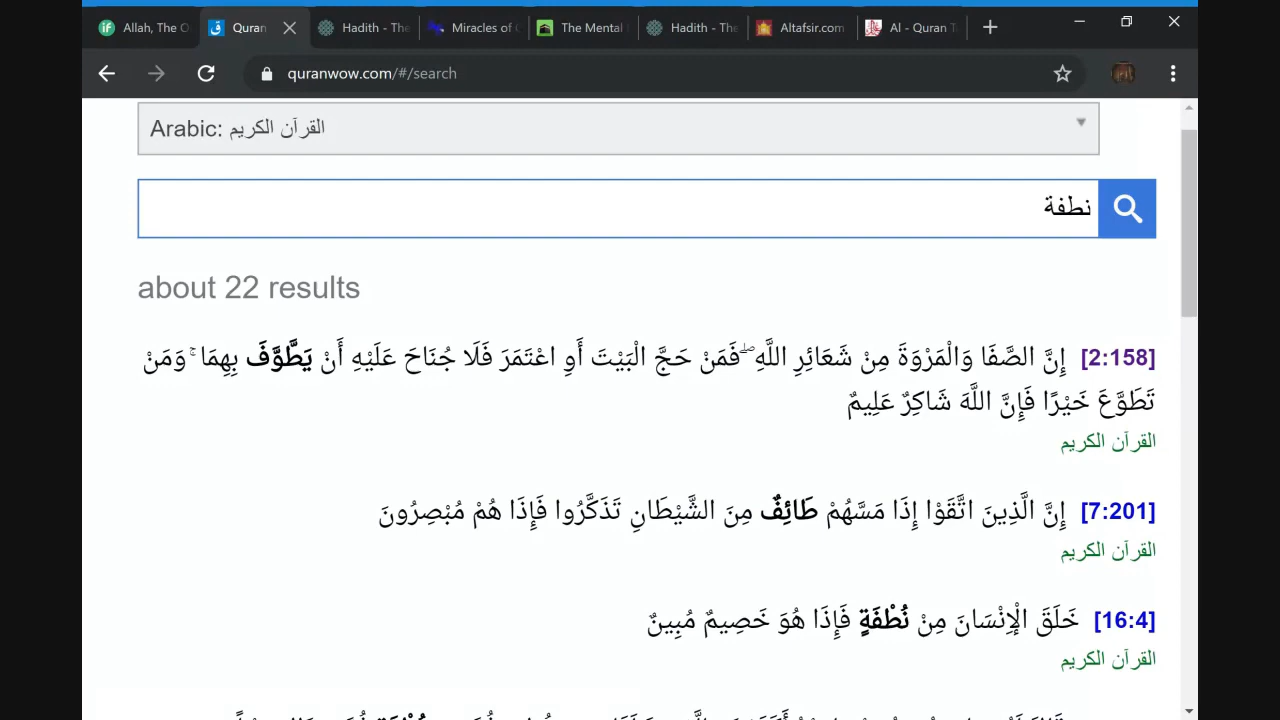 Allah, The O
Quran
Hadith - The
Miracles of
The Mental
Hadith - The
Altafsir.com
Al - Quran T
quranwow.com/#/search
Arabic: القرآن الكريم
نطفة
about 22 results
[2:158] إِنَّ الصَّفَا وَالْمَرْوَةَ مِنْ شَعَائِرِ اللَّهِ ۖ فَمَنْ حَجَّ الْبَيْتَ أَوِ اعْتَمَرَ فَلَا جُنَاحَ عَلَيْهِ أَنْ يَطَّوَّفَ بِهِمَا ۚ وَمَنْ
تَطَوَّعَ خَيْرًا فَإِنَّ اللَّهَ شَاكِرٌ عَلِيمٌ
القرآن الكريم
[7:201] إِنَّ الَّذِينَ اتَّقَوْا إِذَا مَسَّهُمْ طَائِفٌ مِنَ الشَّيْطَانِ تَذَكَّرُوا فَإِذَا هُمْ مُبْصِرُونَ
القرآن الكريم
[16:4] خَلَقَ الْإِنْسَانَ مِنْ نُطْفَةٍ فَإِذَا هُوَ خَصِيمٌ مُبِينٌ
القرآن الكريم